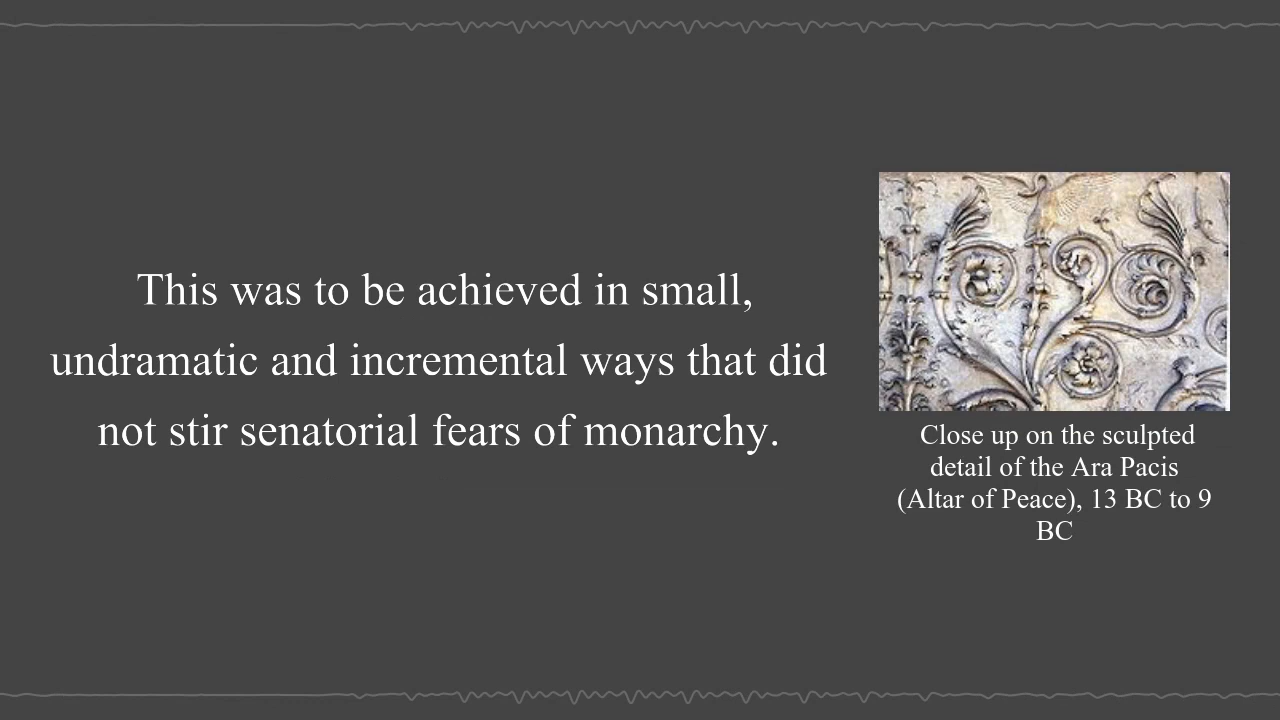 This was to be achieved in small,
undramatic and incremental ways that did
not stir senatorial fears of monarchy.
Close up on the sculpted
detail of the Ara Pacis
(Altar of Peace), 13 BC to 9
BC